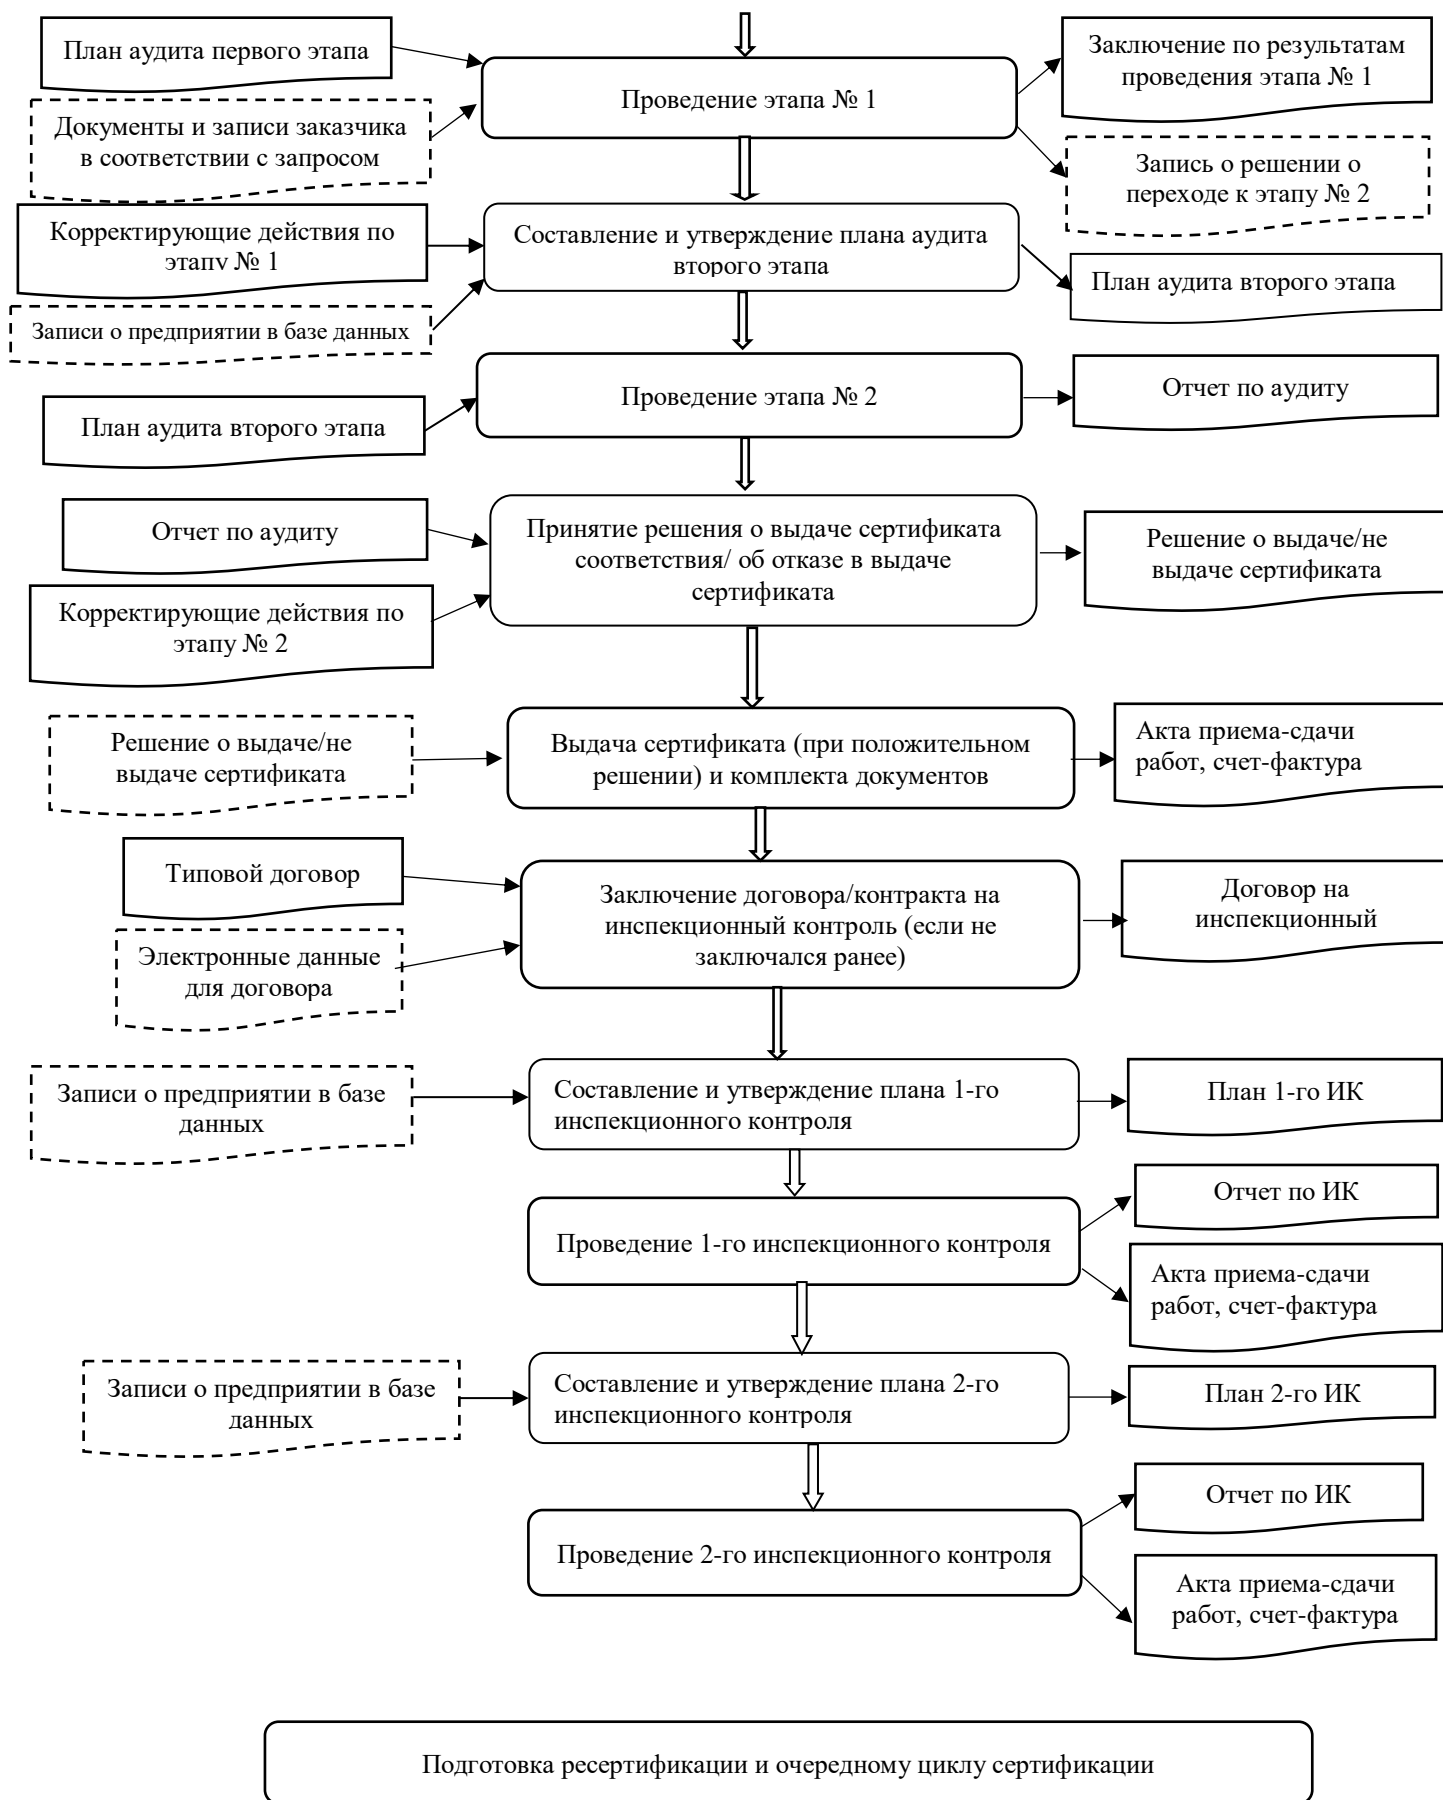 План аудита первого этапа
Проведение этапа № 1
Заключение по результатам
проведения этапа № 1
Документы и записи заказчика
в соответствии с запросом
Запись о решении о
переходе к этапу № 2
Корректирующие действия по
этапу № 1
Составление и утверждение плана аудита
второго этапа
План аудита второго этапа
Записи о предприятии в базе данных
Проведение этапа № 2
Отчет по аудиту
План аудита второго этапа
Отчет по аудиту
Принятие решения о выдаче сертификата
соответствия/ об отказе в выдаче
сертификата
Решение о выдаче/не
выдаче сертификата
Корректирующие действия по
этапу № 2
Решение о выдаче/не
выдаче сертификата
Выдача сертификата (при положительном
решении) и комплекта документов
Акта приема-сдачи
работ, счет-фактура
Типовой договор
Заключение договора/контракта на
инспекционный контроль (если не
заключался ранее)
Договор на
инспекционный
Электронные данные
для договора
Записи о предприятии в базе
данных
Составление и утверждение плана 1-го
инспекционного контроля
План 1-го ИК
Проведение 1-го инспекционного контроля
Отчет по ИК
Акта приема-сдачи
работ, счет-фактура
Записи о предприятии в базе
данных
Составление и утверждение плана 2-го
инспекционного контроля
План 2-го ИК
Проведение 2-го инспекционного контроля
Отчет по ИК
Акта приема-сдачи
работ, счет-фактура
Подготовка ресертификации и очередному циклу сертификации